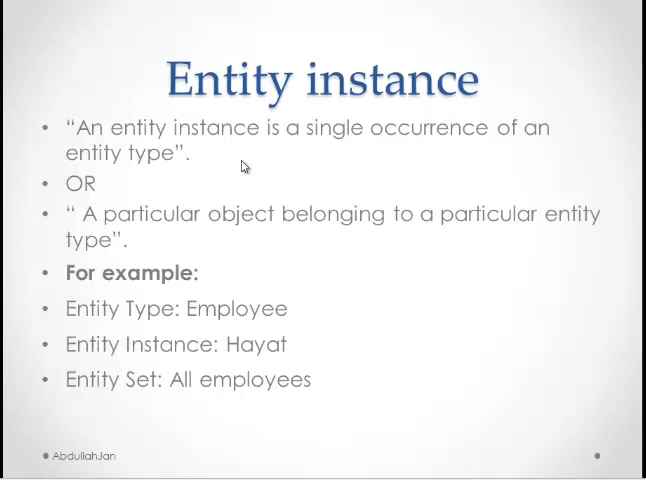 Entity instance
• “An entity instance is a single occurrence of an
entity type”.
• OR
• “ A particular object belonging to a particular entity
type”.
• For example:
• Entity Type: Employee
• Entity Instance: Hayat
• Entity Set: All employees
AbdullahJan